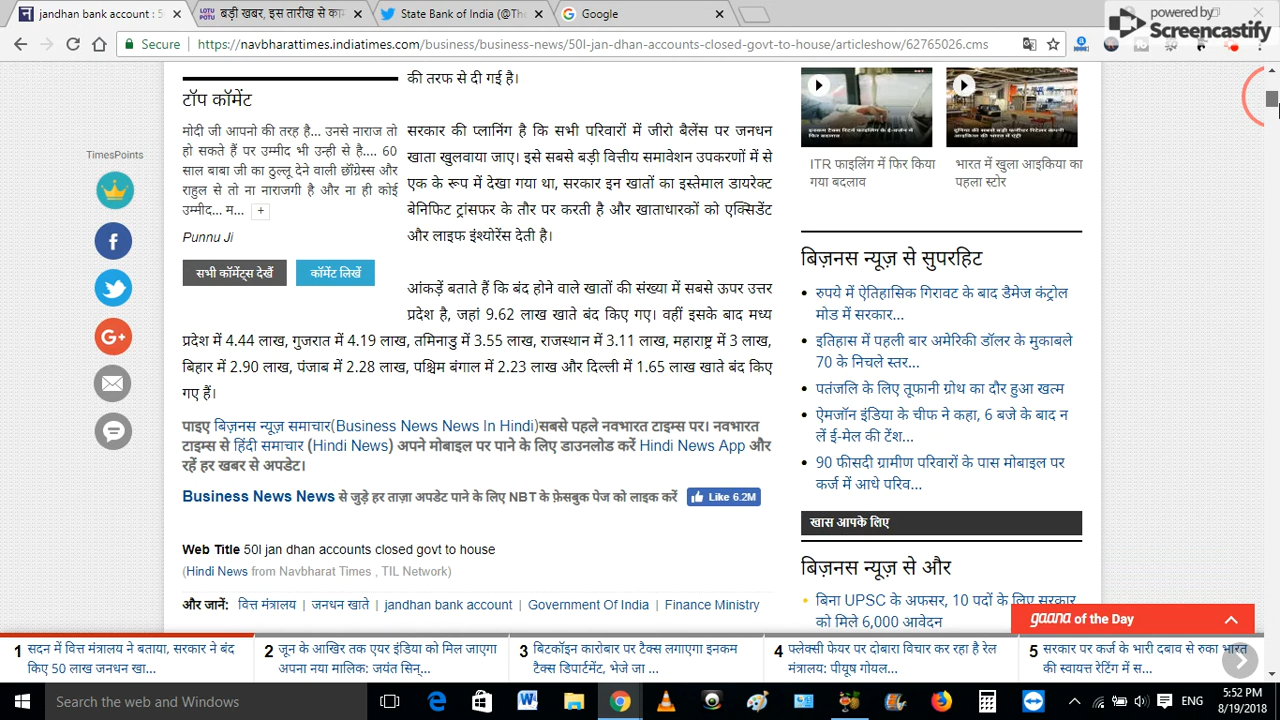 jandhan bank account : 5
बड़ी खबर, इस तारीख से काम
State Bank of India (@The
Google
powered by
Screencastify
Secure
https://navbharattimes.indiatimes.com/business/business-news/50l-jan-dhan-accounts-closed-govt-to-house/articleshow/62765026.cms
की तरफ से दी गई है।
टॉप कॉमेंट
मोदी जी आपनो की तरह है... उनसे नाराज तो
हो सकते हैं पर उम्मीद भी उन्ही से है.... 60
साल बाबा जी का ठुल्लू देने वाली छोंग्रेस्स और
राहुल से तो ना नाराजगी है और ना ही कोई
उम्मीद... म... +
Punnu Ji
सभी कॉमेंट्स देखें
कॉमेंट लिखें
TimesPoints
सरकार की प्लानिंग है कि सभी परिवारों में जीरो बैलेंस पर जनधन
खाता खुलवाया जाए। इसे सबसे बड़ी वित्तीय समावेशन उपकरणों में से
एक के रूप में देखा गया था, सरकार इन खातों का इस्तेमाल डायरेक्ट
बेनिफिट ट्रांसफर के तौर पर करती है और खाताधारकों को एक्सिडेंट
और लाइफ इंश्योरेंस देती है।
आंकड़ें बताते हैं कि बंद होने वाले खातों की संख्या में सबसे ऊपर उत्तर
प्रदेश है, जहां 9.62 लाख खाते बंद किए गए। वहीं इसके बाद मध्य
प्रदेश में 4.44 लाख, गुजरात में 4.19 लाख, तमिनाडु में 3.55 लाख, राजस्थान में 3.11 लाख, महाराष्ट्र में 3 लाख,
बिहार में 2.90 लाख, पंजाब में 2.28 लाख, पश्चिम बंगाल में 2.23 लाख और दिल्ली में 1.65 लाख खाते बंद किए
गए हैं।
पाइए बिज़नस न्यूज़ समाचार(Business News News In Hindi)सबसे पहले नवभारत टाइम्स पर। नवभारत
टाइम्स से हिंदी समाचार (Hindi News) अपने मोबाइल पर पाने के लिए डाउनलोड करें Hindi News App और
रहें हर खबर से अपडेट।
Business News News से जुड़े हर ताज़ा अपडेट पाने के लिए NBT के फ़ेसबुक पेज को लाइक करें Like 6.2M
Web Title 50l jan dhan accounts closed govt to house
(Hindi News from Navbharat Times , TIL Network)
और जानें: वित्त मंत्रालय | जनधन खाते | jandhan bank account | Government Of India | Finance Ministry
ITR फाइलिंग में फिर किया
गया बदलाव
भारत में खुला आइकिया का
पहला स्टोर
बिज़नस न्यूज़ से सुपरहिट
रुपये में ऐतिहासिक गिरावट के बाद डैमेज कंट्रोल
मोड में सरकार...
इतिहास में पहली बार अमेरिकी डॉलर के मुकाबले
70 के निचले स्तर...
पतंजलि के लिए तूफानी ग्रोथ का दौर हुआ खत्म
ऐमजॉन इंडिया के चीफ ने कहा, 6 बजे के बाद न
लें ई-मेल की टेंश...
90 फीसदी ग्रामीण परिवारों के पास मोबाइल पर
कर्ज में आधे परिव...
खास आपके लिए
बिज़नस न्यूज़ से और
बिना UPSC के अफसर, 10 पदों के लिए सरकार
को मिले 6,000 आवेदन
gaana of the Day
1 सदन में वित्त मंत्रालय ने बताया, सरकार ने बंद
किए 50 लाख जनधन खा...
2 जून के आखिर तक एयर इंडिया को मिल जाएगा
अपना नया मालिक: जयंत सिन्...
3 बिटकॉइन कारोबार पर टैक्स लगाएगा इनकम
टैक्स डिपार्टमेंट, भेजे जा ...
4 फ्लेक्सी फेयर पर दोबारा विचार कर रहा है रेल
मंत्रालय: पीयूष गोयल...
5 सरकार पर कर्ज के भारी दबाव से रुका भारत
की स्वायत्त रेटिंग में स...
Search the web and Windows
ENG
5:52 PM
8/19/2018